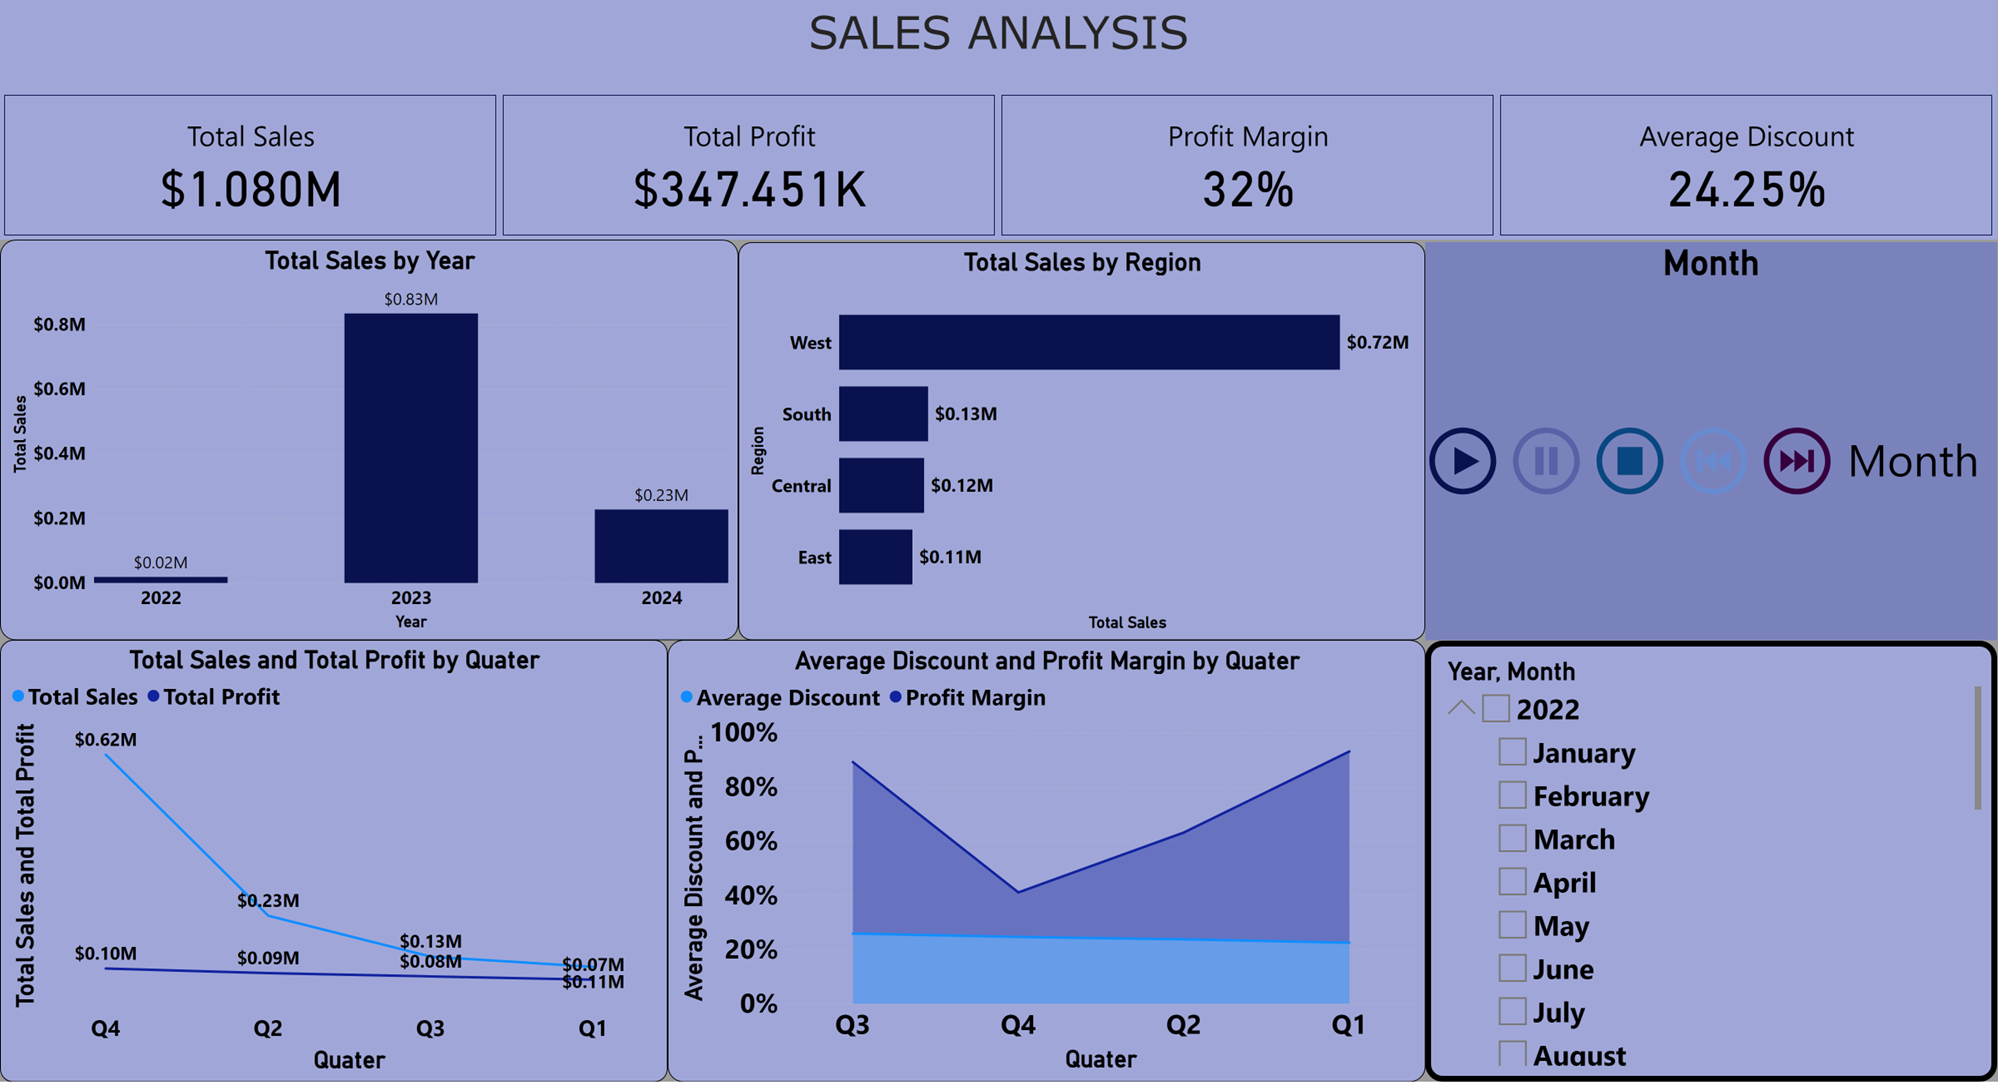 SALES ANALYSIS
Total Sales
$1.080M
Total Profit
$347.451K
Profit Margin
32%
Average Discount
24.25%
Total Sales by Year
Total Sales
$0.8M
$0.6M
$0.4M
$0.2M
$0.0M
$0.02M
$0.83M
$0.23M
2022
2023
2024
Year
Total Sales by Region
Region
West
$0.72M
South
$0.13M
Central
$0.12M
East
$0.11M
Total Sales
Month
Month
Total Sales and Total Profit by Quater
Total Sales
Total Profit
Total Sales and Total Profit
$0.62M
$0.23M
$0.13M
$0.07M
$0.10M
$0.09M
$0.08M
$0.11M
Q4
Q2
Q3
Q1
Quater
Average Discount and Profit Margin by Quater
Average Discount
Profit Margin
Average Discount and P...
100%
80%
60%
40%
20%
0%
Q3
Q4
Q2
Q1
Quater
Year, Month
2022
January
February
March
April
May
June
July
August